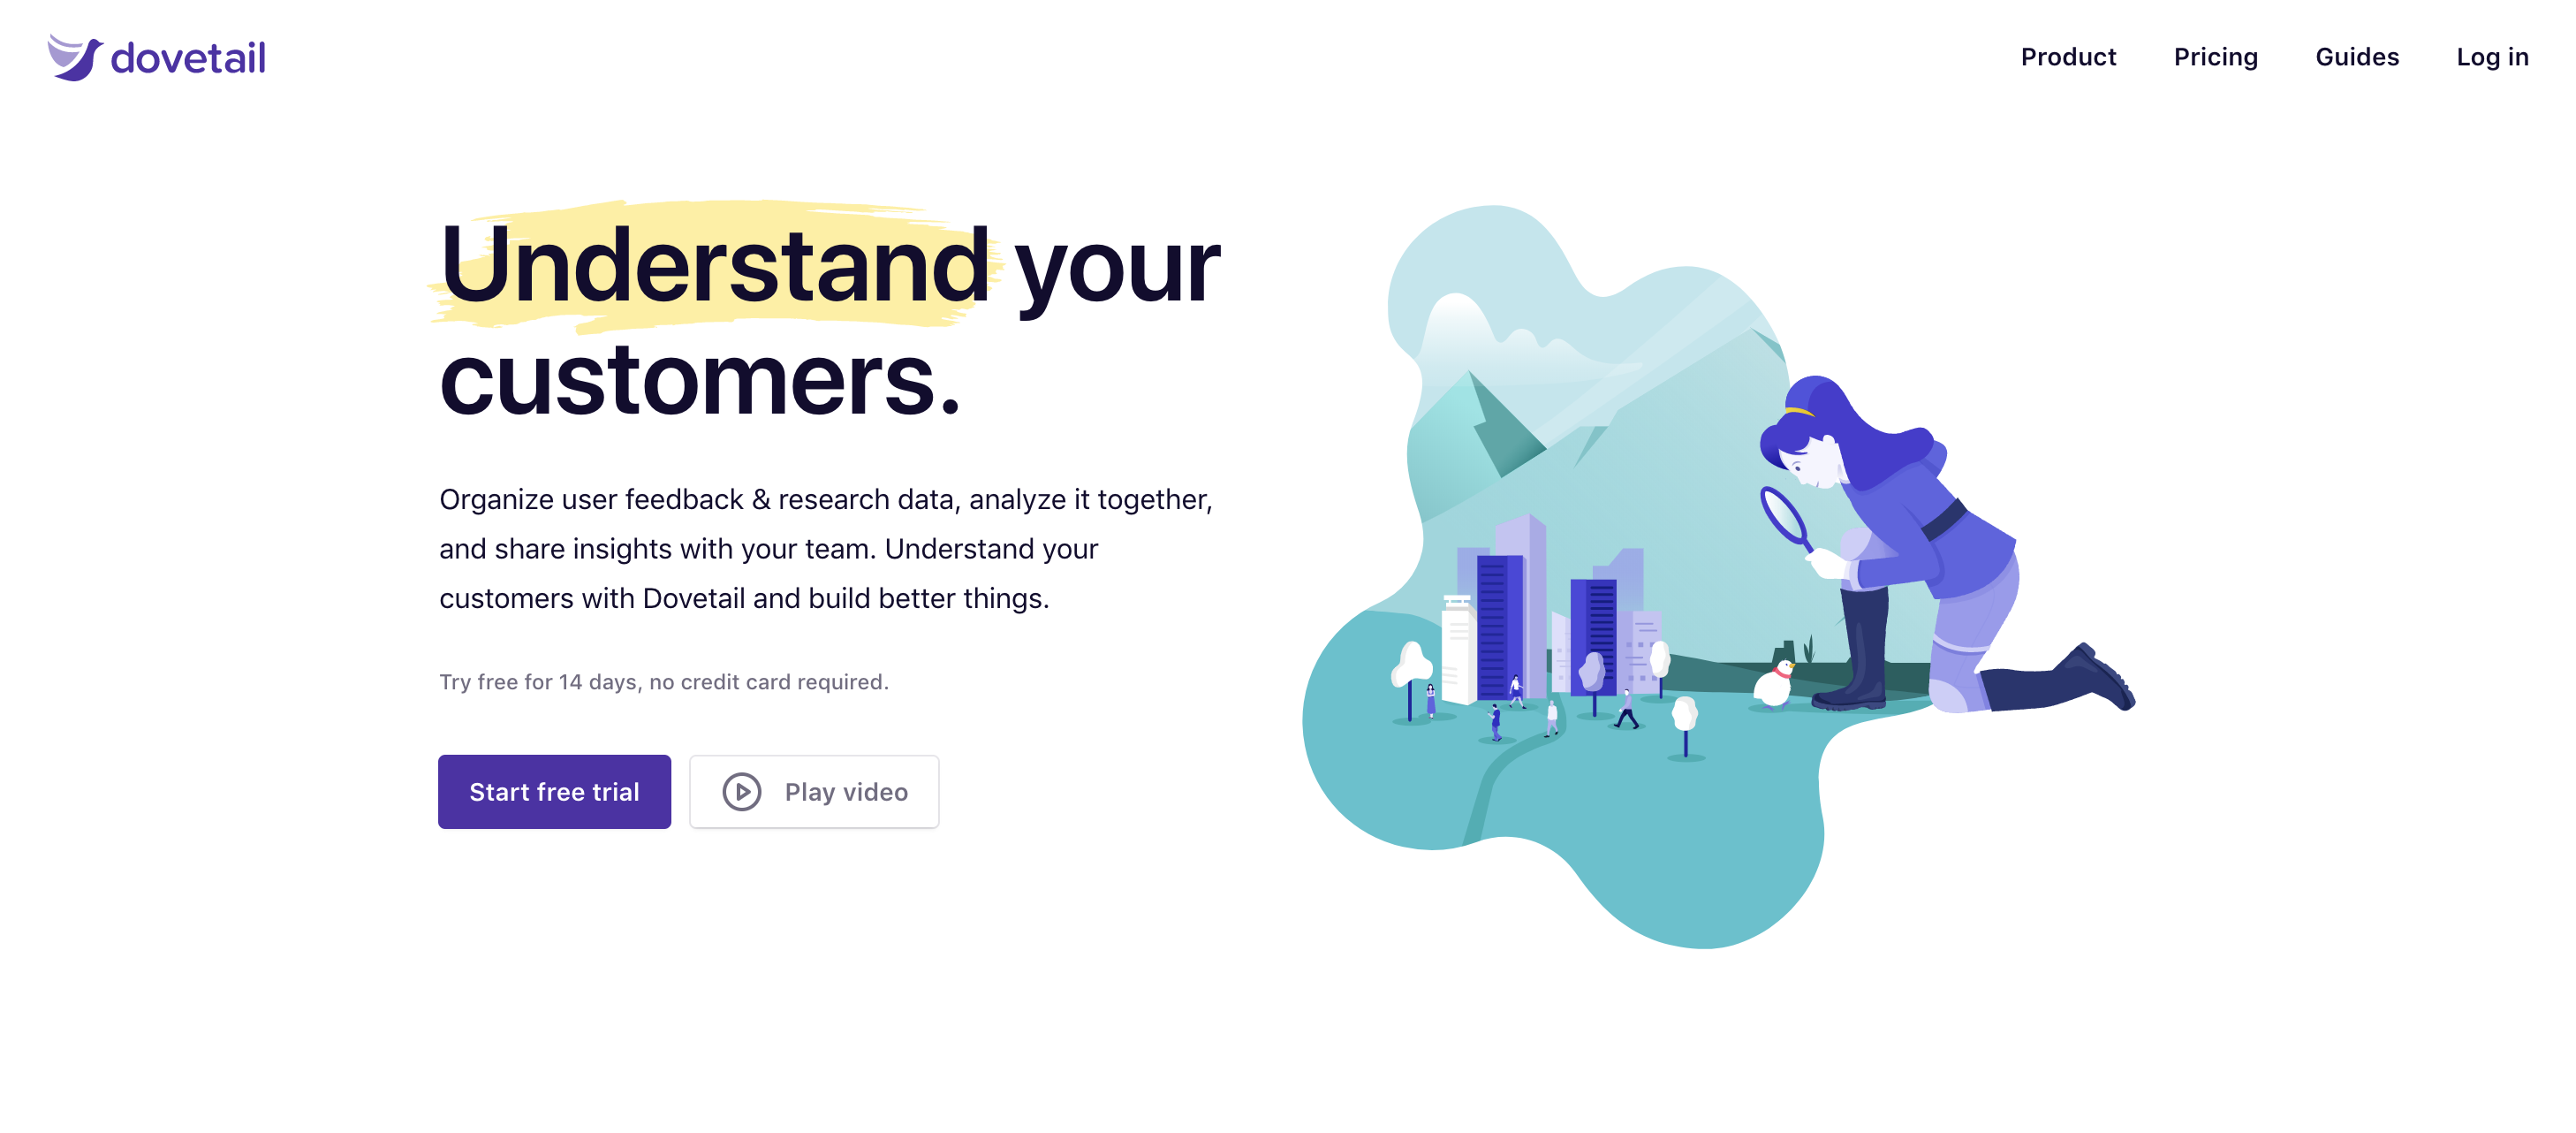 dovetail
Product
Pricing
Guides
Log in
Understand your
customers.
Organize user feedback & research data, analyze it together,
and share insights with your team. Understand your
customers with Dovetail and build better things.
Try free for 14 days, no credit card required.
Start free trial
Play video